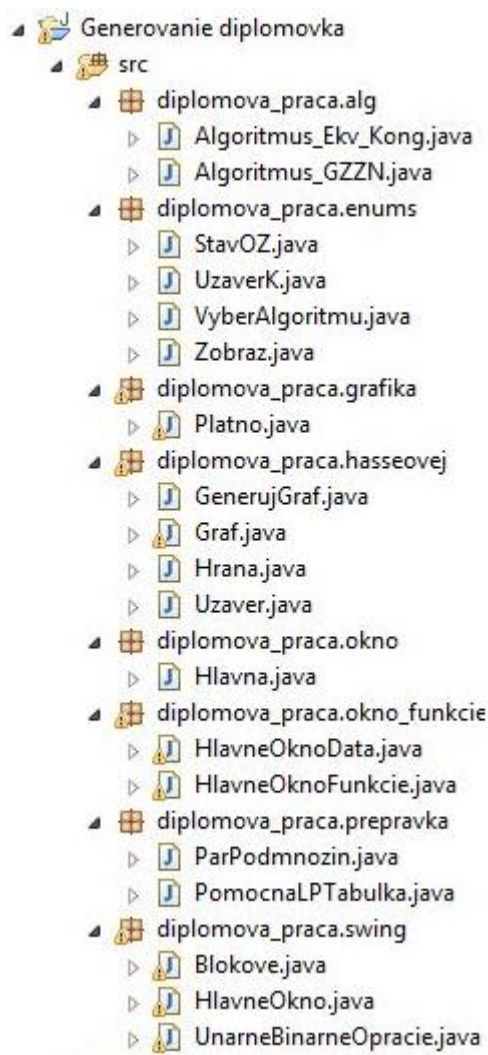 Generovanie diplomovka
src
diplomova_praca.alg
Algoritmus_Ekv_Kong.java
Algoritmus_GZZN.java
diplomova_praca.enums
StavOZ.java
UzaverK.java
VyberAlgoritmu.java
Zobraz.java
diplomova_praca.grafika
Platno.java
diplomova_praca.hasseovej
GenerujGraf.java
Graf.java
Hrana.java
Uzaver.java
diplomova_praca.okno
Hlavna.java
diplomova_praca.okno_funkcie
HlavneOknoData.java
HlavneOknoFunkcie.java
diplomova_praca.prepravka
ParPodmnozin.java
PomocnaLPTabulka.java
diplomova_praca.swing
Blokove.java
HlavneOkno.java
UnarneBinarneOpracie.java